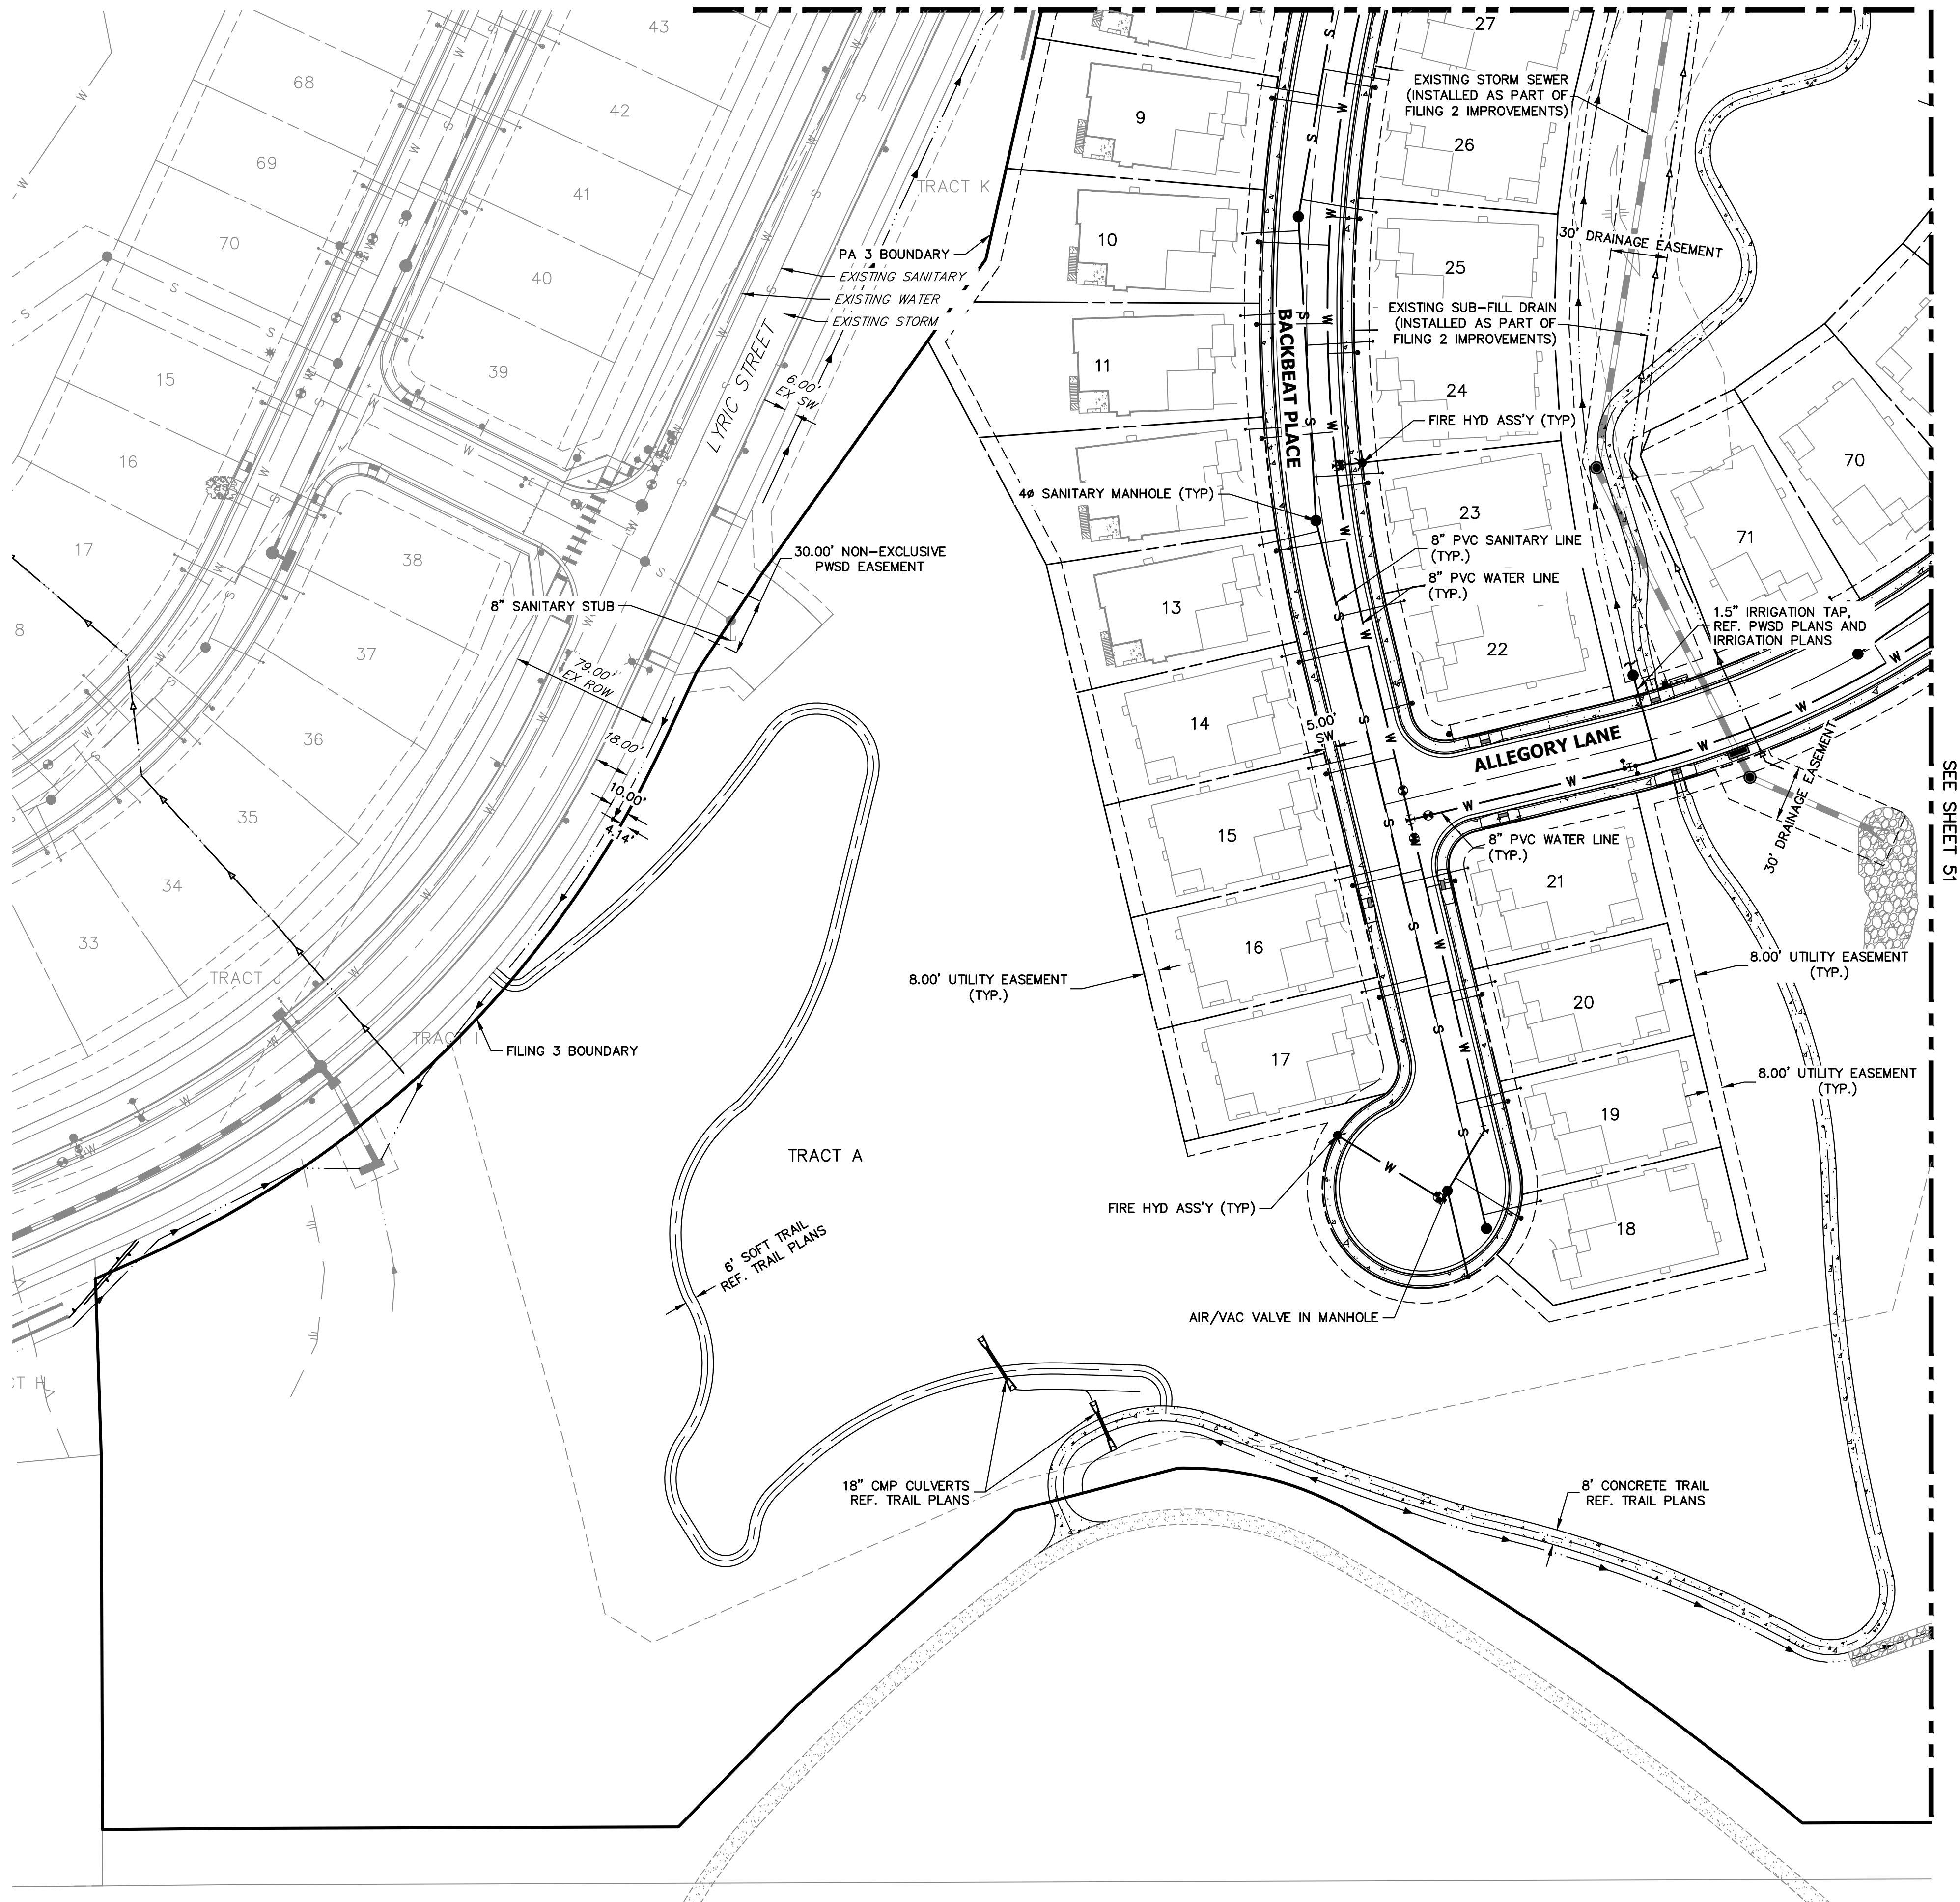 43
68
42
69
41
70
40
15
39
16
17
38
8
37
36
35
34
33
TRACT J
TRACT I
CT H
TRACT K
LYRIC STREET
PA 3 BOUNDARY
EXISTING SANITARY
EXISTING WATER
EXISTING STORM
6.00'
EX SW
30.00' NON-EXCLUSIVE
PWSD EASEMENT
8" SANITARY STUB
79.00'
EX ROW
18.00'
10.00'
4.14'
FILING 3 BOUNDARY
TRACT A
6' SOFT TRAIL
REF. TRAIL PLANS
18" CMP CULVERTS
REF. TRAIL PLANS
9
10
11
13
14
15
16
17
BACKBEAT PLACE
27
26
25
24
23
22
21
20
19
18
EXISTING STORM SEWER
(INSTALLED AS PART OF
FILING 2 IMPROVEMENTS)
30' DRAINAGE EASEMENT
EXISTING SUB-FILL DRAIN
(INSTALLED AS PART OF
FILING 2 IMPROVEMENTS)
FIRE HYD ASS'Y (TYP)
4ø SANITARY MANHOLE (TYP)
8" PVC SANITARY LINE
(TYP.)
8" PVC WATER LINE
(TYP.)
70
71
1.5" IRRIGATION TAP,
REF. PWSD PLANS AND
IRRIGATION PLANS
5.00'
SW
ALLEGORY LANE
8" PVC WATER LINE
(TYP.)
30' DRAINAGE EASEMENT
SEE SHEET 51
8.00' UTILITY EASEMENT
(TYP.)
8.00' UTILITY EASEMENT
(TYP.)
8.00' UTILITY EASEMENT
(TYP.)
FIRE HYD ASS'Y (TYP)
AIR/VAC VALVE IN MANHOLE
8' CONCRETE TRAIL
REF. TRAIL PLANS